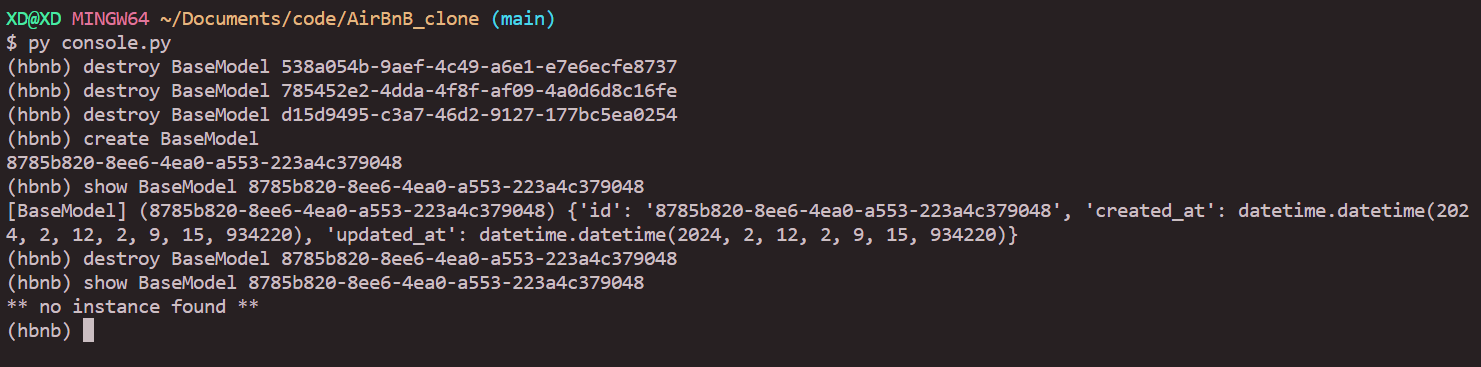 XD@XD MINGW64 ~/Documents/code/AirBnB_clone (main)
$ py console.py
(hbnb) destroy BaseModel 538a054b-9aef-4c49-a6e1-e7e6ecfe8737
(hbnb) destroy BaseModel 785452e2-4dda-4f8f-af09-4a0d6d8c16fe
(hbnb) destroy BaseModel d15d9495-c3a7-46d2-9127-177bc5ea0254
(hbnb) create BaseModel
8785b820-8ee6-4ea0-a553-223a4c379048
(hbnb) show BaseModel 8785b820-8ee6-4ea0-a553-223a4c379048
[BaseModel] (8785b820-8ee6-4ea0-a553-223a4c379048) {'id': '8785b820-8ee6-4ea0-a553-223a4c379048', 'created_at': datetime.datetime(202
4, 2, 12, 2, 9, 15, 934220), 'updated_at': datetime.datetime(2024, 2, 12, 2, 9, 15, 934220)}
(hbnb) destroy BaseModel 8785b820-8ee6-4ea0-a553-223a4c379048
(hbnb) show BaseModel 8785b820-8ee6-4ea0-a553-223a4c379048
** no instance found **
(hbnb)